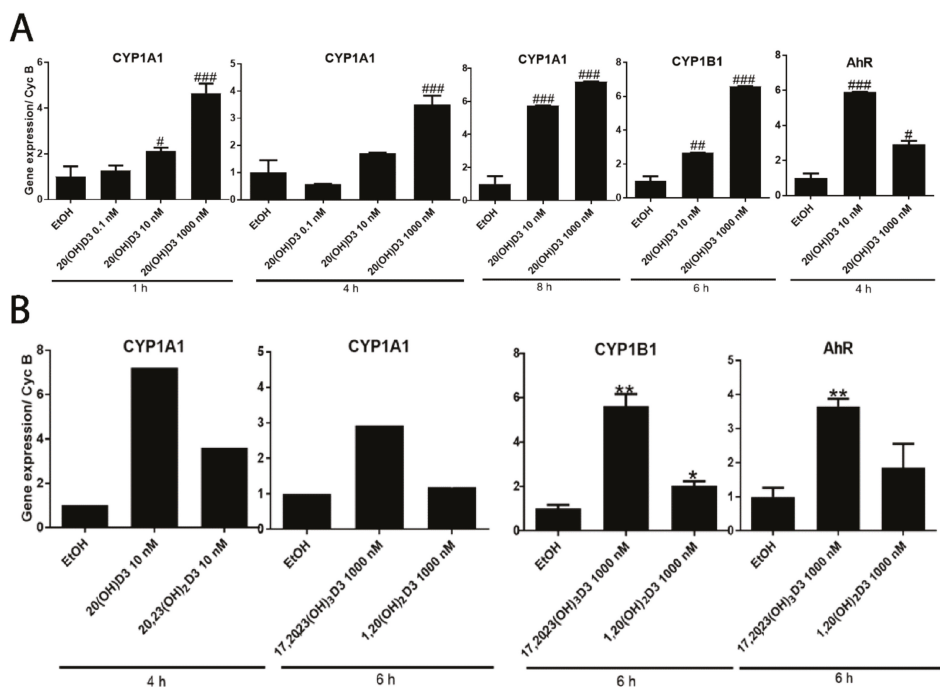 A
CYP1A1
Gene expression/ Cyc B
6
4
2
0
###
#
EtOH
20(OH)D3 0.1 nM
20(OH)D3 10 nM
20(OH)D3 1000 nM
1 h
CYP1A1
5
4
3
2
1
0
###
EtOH
20(OH)D3 0.1 nM
20(OH)D3 10 nM
20(OH)D3 1000 nM
4 h
CYP1A1
8
6
4
2
0
###
###
EtOH
20(OH)D3 10 nM
20(OH)D3 1000 nM
8 h
CYP1B1
8
6
4
2
0
##
###
EtOH
20(OH)D3 10 nM
20(OH)D3 1000 nM
6 h
AhR
8
6
4
2
0
###
#
EtOH
20(OH)D3 10 nM
20(OH)D3 1000 nM
4 h
B
CYP1A1
Gene expression/ Cyc B
8
6
4
2
0
EtOH
20(OH)D3 10 nM
20,23(OH)₂D3 10 nM
4 h
CYP1A1
5
4
3
2
1
0
EtOH
17,2023(OH)₃D3 1000 nM
1,20(OH)₂D3 1000 nM
6 h
CYP1B1
8
6
4
2
0
**
*
EtOH
17,2023(OH)₃D3 1000 nM
1,20(OH)₂D3 1000 nM
6 h
AhR
5
4
3
2
1
0
**
EtOH
17,2023(OH)₃D3 1000 nM
1,20(OH)₂D3 1000 nM
6 h